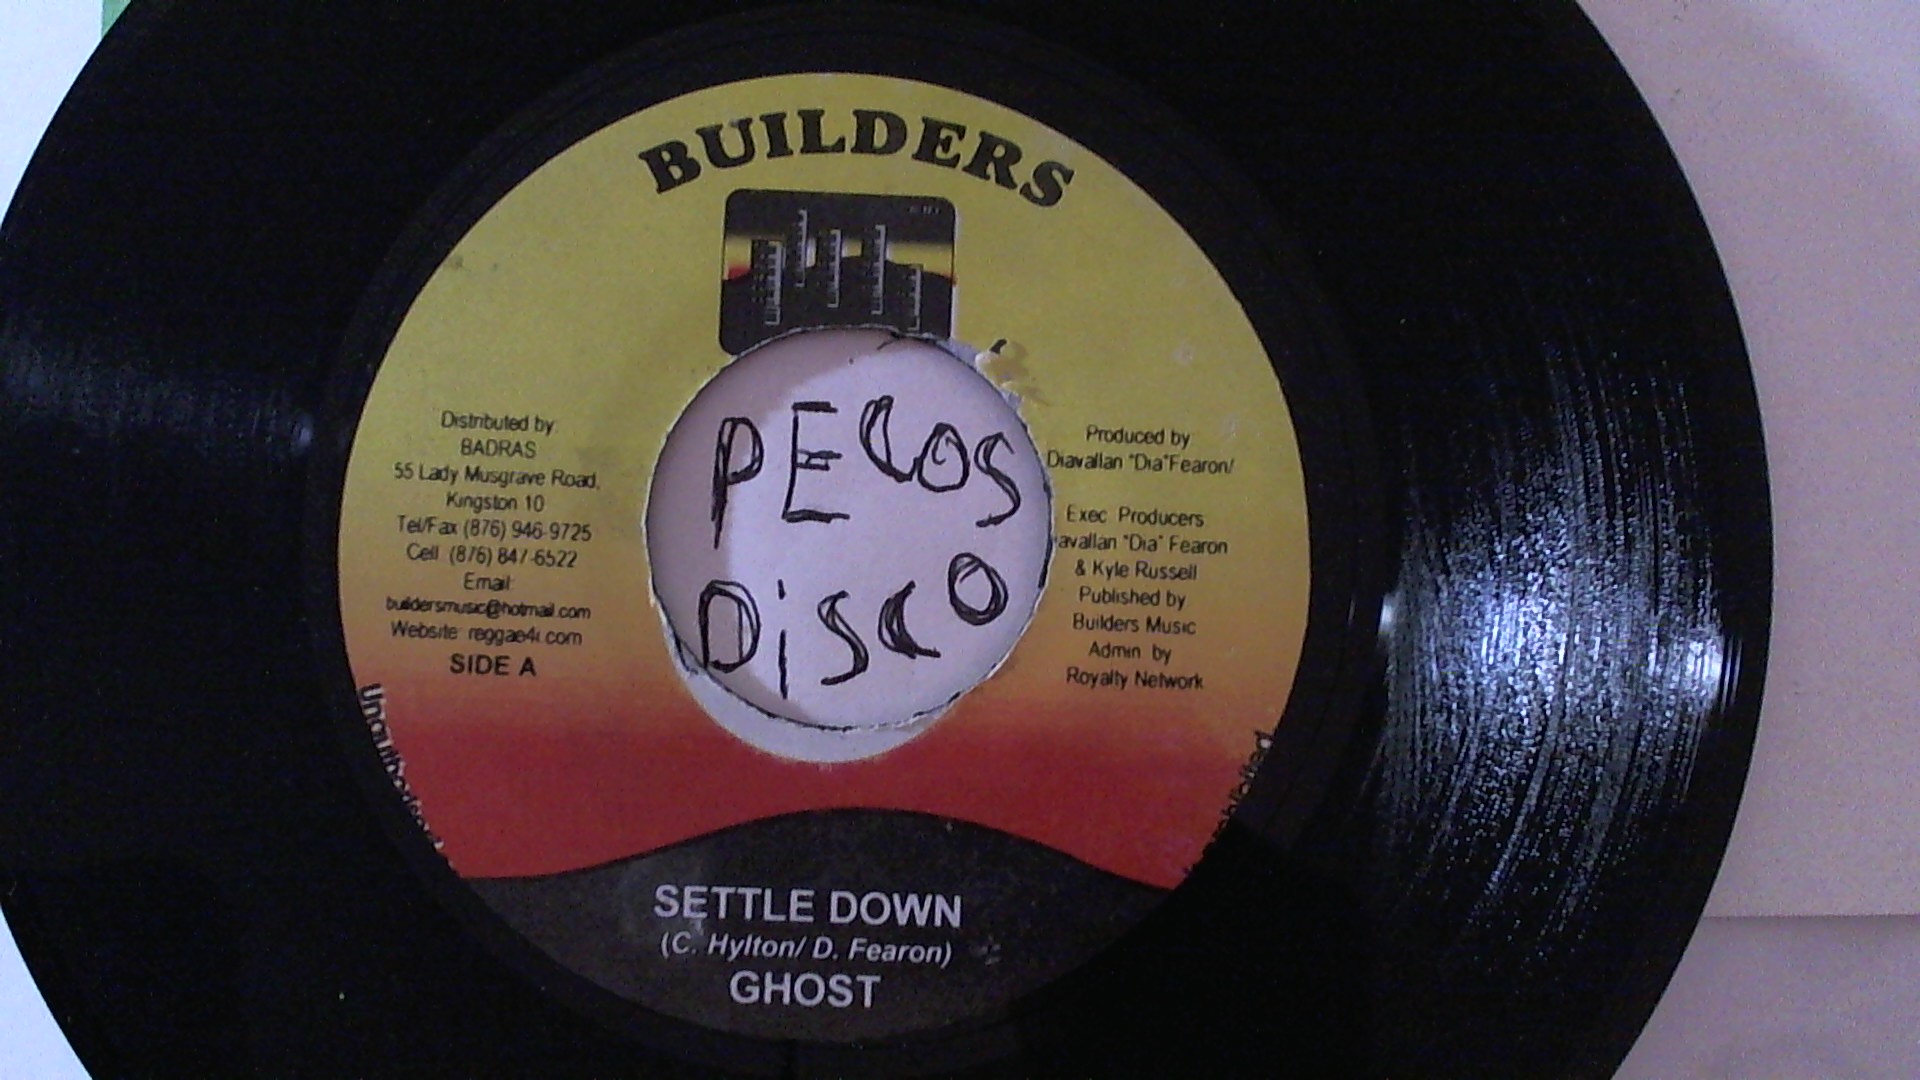 BUILDERS
Distributed by:
BADRAS
55 Lady Musgrave Road,
Kingston 10
Tel/Fax (876) 946-9725
Cell: (876) 847-6522
Email:
buildersmusic@hotmail.com
Website: reggae4i.com
SIDE A
PECOS
DiSCO
Produced by
Diavallan "Dia"Fearon/
Exec. Producers
iavallan "Dia" Fearon
& Kyle Russell
Published by
Builders Music
Admin. by
Royalty Network
SETTLE DOWN
(C. Hylton/ D. Fearon)
GHOST